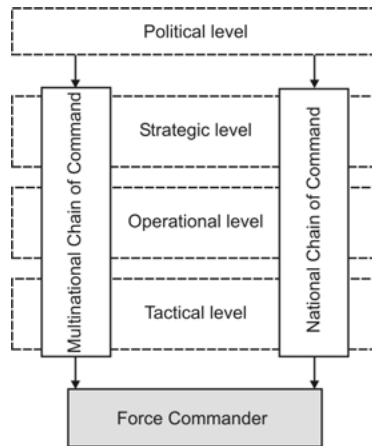 Political level
Multinational Chain of Command
National Chain of Command
Strategic level
Operational level
Tactical level
Force Commander